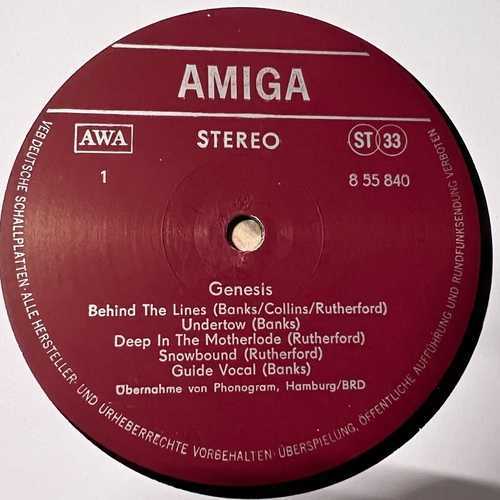 AMIGA
AWA
STEREO
ST 33
1
8 55 840
Genesis
Behind The Lines (Banks/Collins/Rutherford)
Undertow (Banks)
Deep In The Motherlode (Rutherford)
Snowbound (Rutherford)
Guide Vocal (Banks)
Übernahme von Phonogram, Hamburg/BRD
VEB DEUTSCHE SCHALLPLATTEN · ALLE HERSTELLER- UND URHEBERRECHTE VORBEHALTEN · ÜBERSPIELUNG, ÖFFENTLICHE AUFFÜHRUNG UND RUNDFUNKSENDUNG VERBOTEN